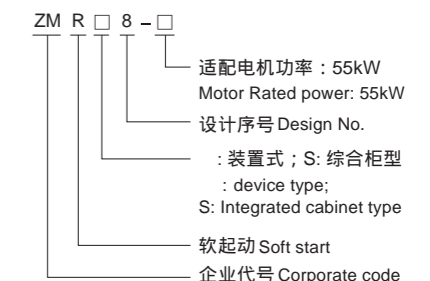 ZM R □ 8 – □
适配电机功率：55kW
Motor Rated power: 55kW
设计序号 Design No.
：装置式；S: 综合柜型
: device type;
S: Integrated cabinet type
软起动 Soft start
企业代号 Corporate code